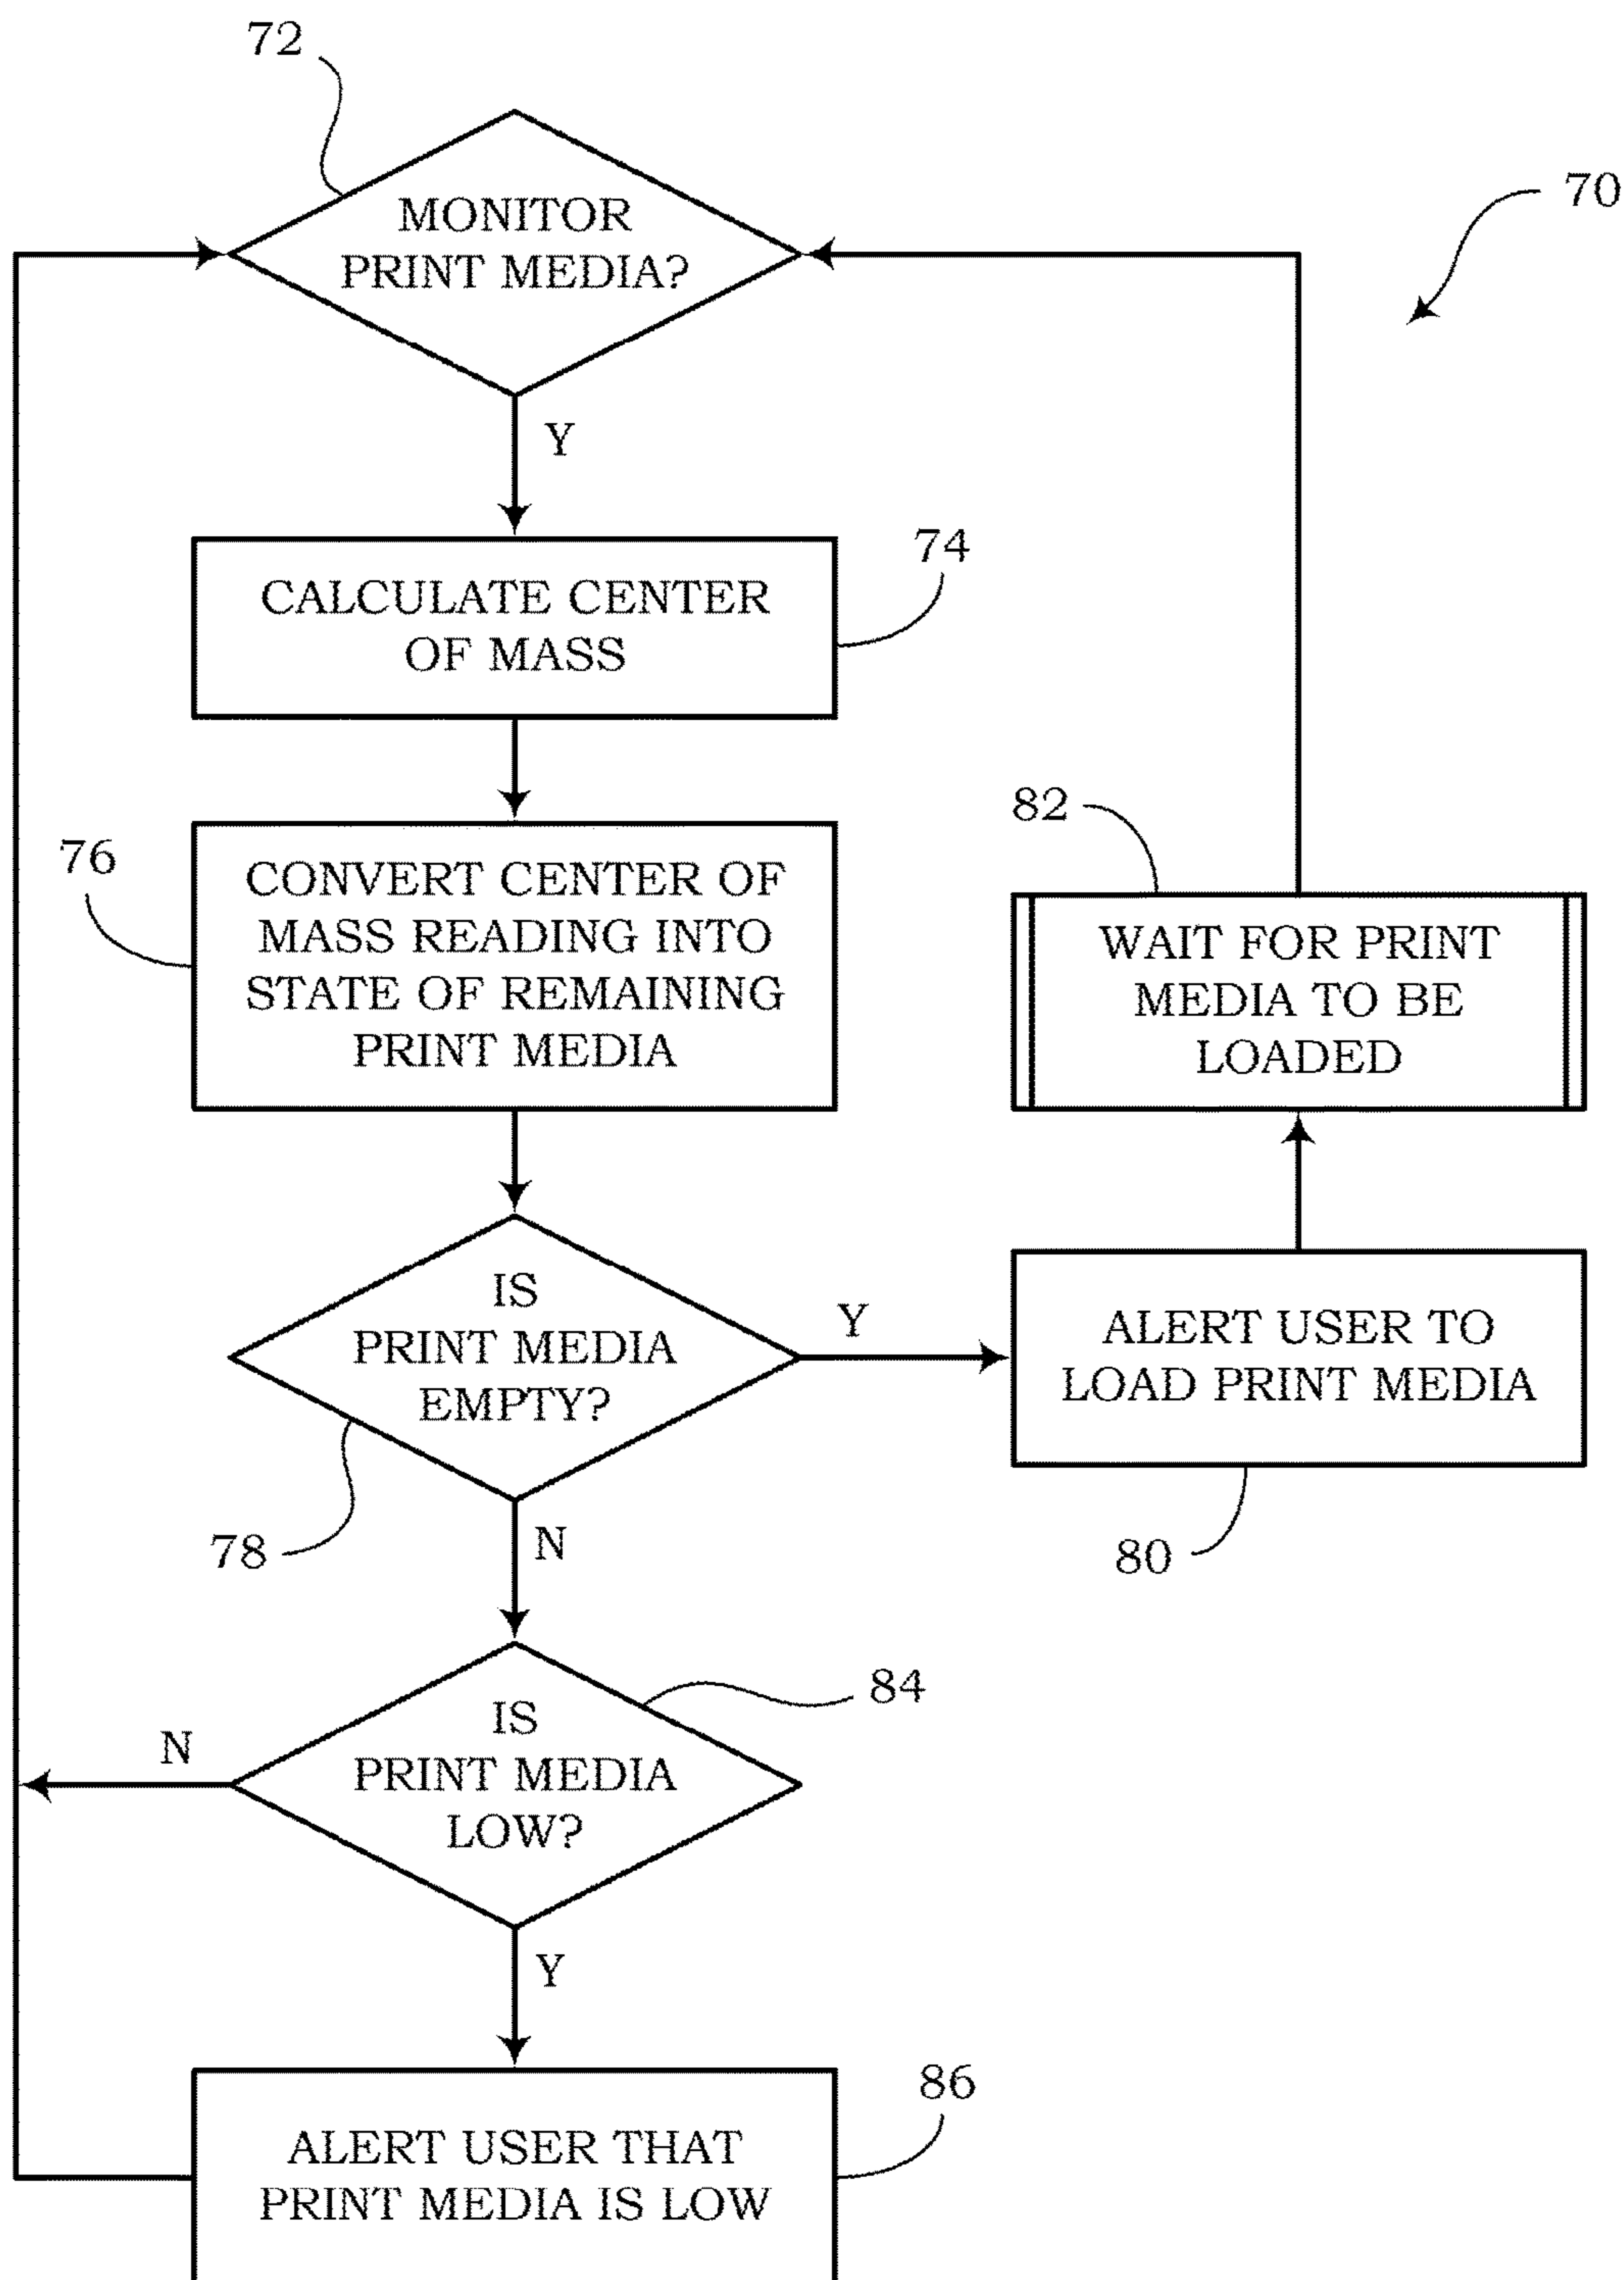 72
MONITOR
PRINT MEDIA?
70
Y
CALCULATE CENTER
OF MASS
74
76
CONVERT CENTER OF
MASS READING INTO
STATE OF REMAINING
PRINT MEDIA
82
WAIT FOR PRINT
MEDIA TO BE
LOADED
IS
PRINT MEDIA
EMPTY?
Y
ALERT USER TO
LOAD PRINT MEDIA
78
N
80
IS
PRINT MEDIA
LOW?
84
N
Y
ALERT USER THAT
PRINT MEDIA IS LOW
86